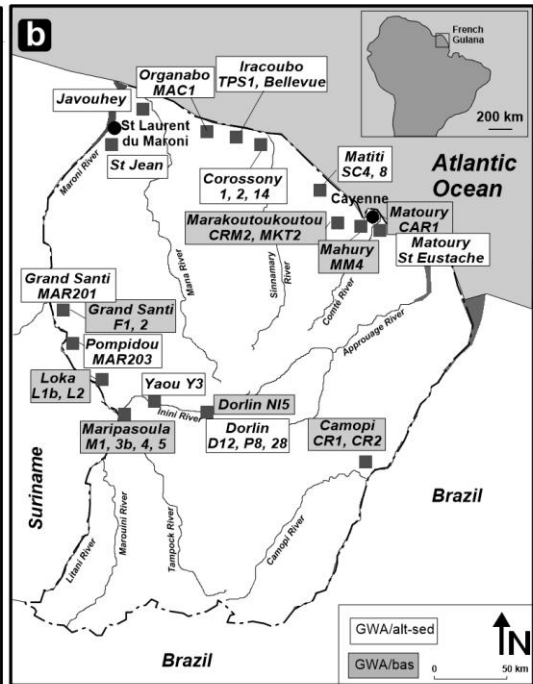 b
French
Guiana
200 km
Iracoubo
TPS1, Bellevue
Organabo
MAC1
Javouhey
St Laurent
du Maroni
St Jean
Maroni River
Corossony
1, 2, 14
Matiti
SC4, 8
Atlantic
Ocean
Cayenne
Marakoutoukoutou
CRM2, MKT2
Matoury
CAR1
Mahury
MM4
Matoury
St Eustache
Mana River
Sinnamary
River
Comté River
Approuage River
Grand Santi
MAR201
Grand Santi
F1, 2
Pompidou
MAR203
Loka
L1b, L2
Yaou Y3
Inini River
Dorlin NI5
Maripasoula
M1, 3b, 4, 5
Dorlin
D12, P8, 28
Camopi
CR1, CR2
Suriname
Brazil
Litani River
Marouini River
Tampock River
Camopi River
Brazil
GWA/alt-sed
GWA/bas
N
0 50 km